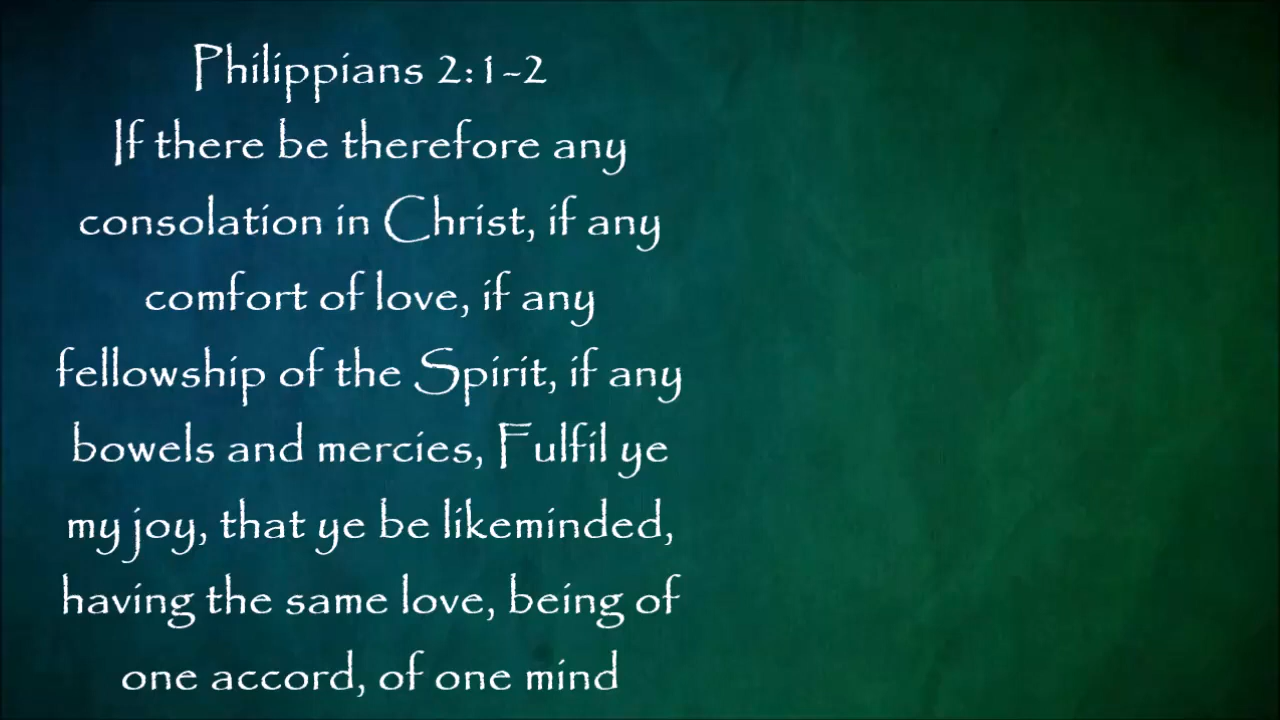 Philippians 2:1-2
If there be therefore any
consolation in Christ, if any
comfort of love, if any
fellowship of the Spirit, if any
bowels and mercies, Fulfil ye
my joy, that ye be likeminded,
having the same love, being of
one accord, of one mind